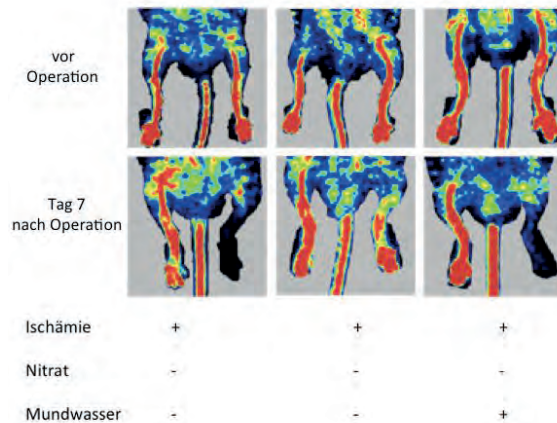 vor
Operation
Tag 7
nach Operation
Ischämie + + +
Nitrat - - -
Mundwasser - - +